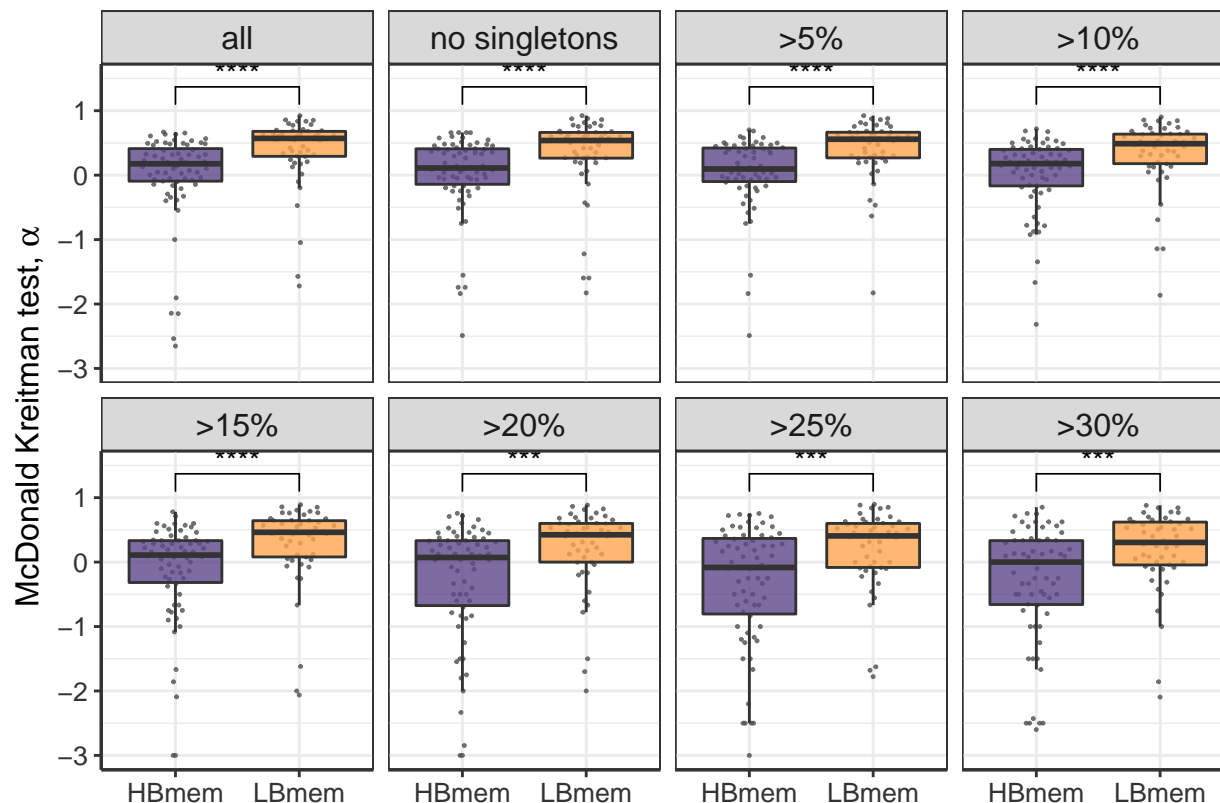 all no singletons >5% >10%
**** **** **** ****
1
0
−1
−2
−3
McDonald Kreitman test, α
>15% >20% >25% >30%
**** *** *** ***
1
0
−1
−2
−3
HBmem LBmem HBmem LBmem HBmem LBmem HBmem LBmem